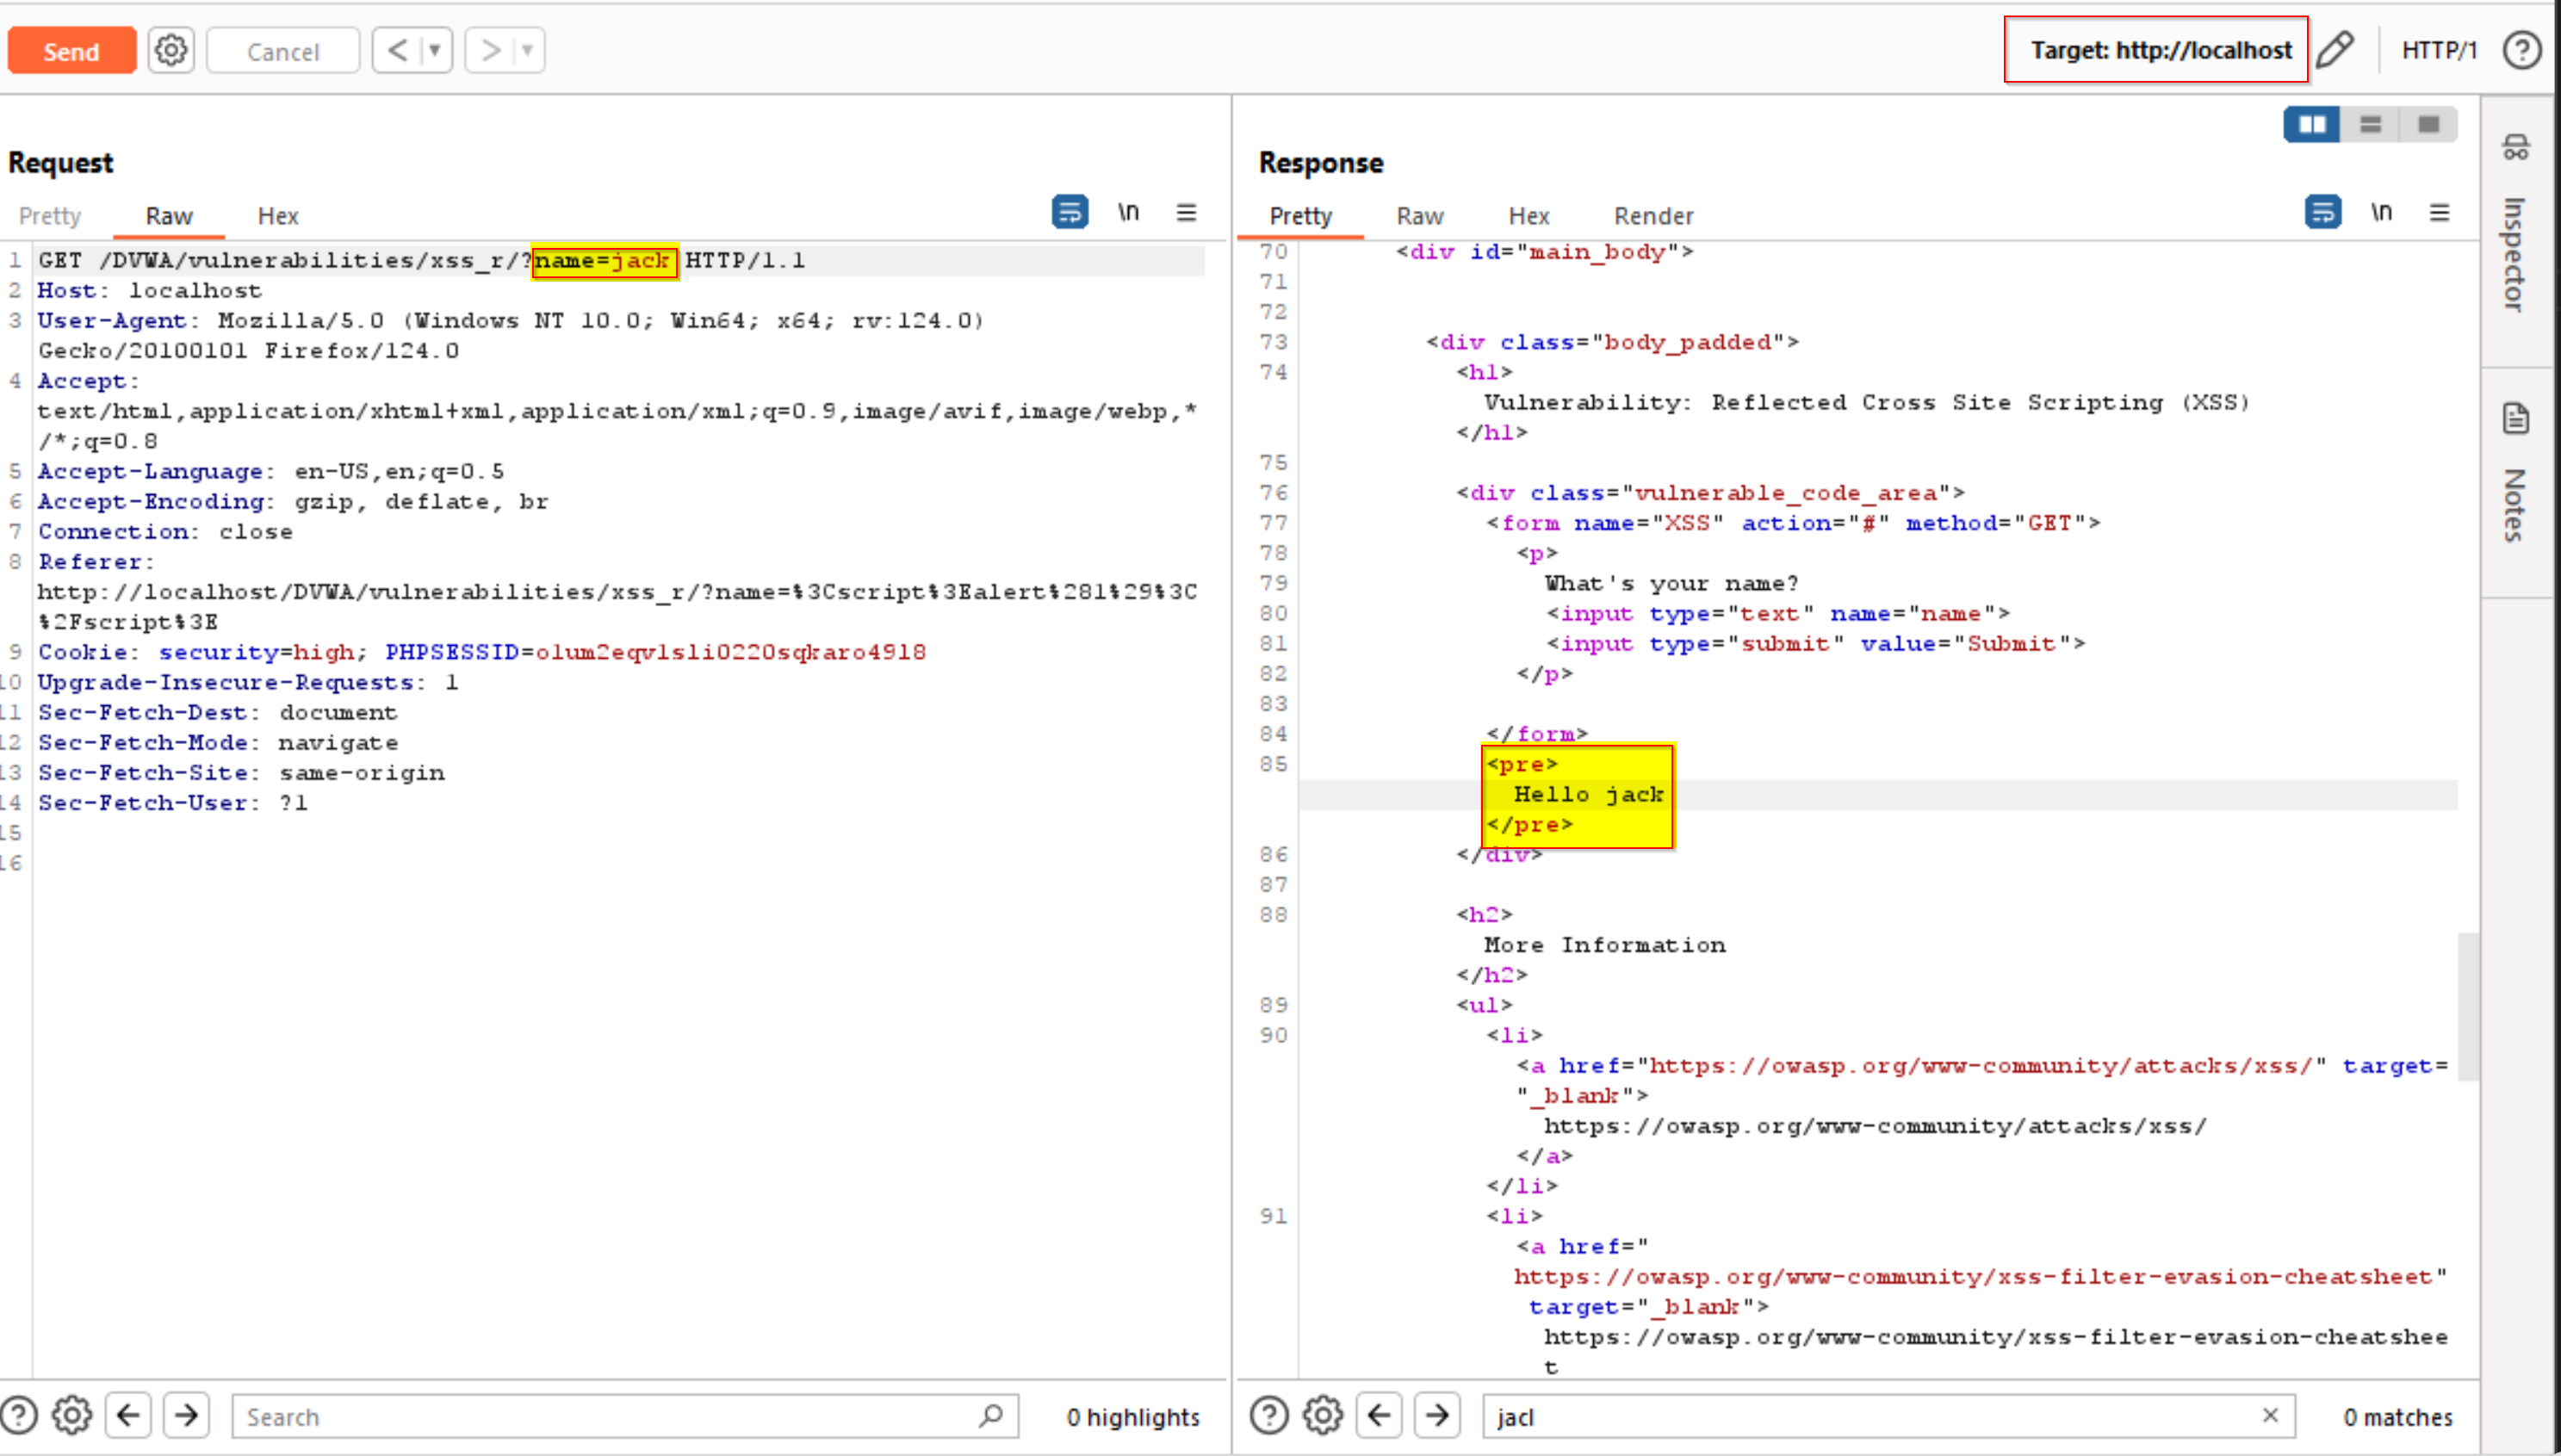 Send
Cancel
Target: http://localhost
HTTP/1
Request
Pretty
Raw
Hex
\n
1 GET /DVWA/vulnerabilities/xss_r/?name=jack HTTP/1.1
2 Host: localhost
3 User-Agent: Mozilla/5.0 (Windows NT 10.0; Win64; x64; rv:124.0)
Gecko/20100101 Firefox/124.0
4 Accept:
text/html,application/xhtml+xml,application/xml;q=0.9,image/avif,image/webp,*
/*;q=0.8
5 Accept-Language: en-US,en;q=0.5
6 Accept-Encoding: gzip, deflate, br
7 Connection: close
8 Referer:
http://localhost/DVWA/vulnerabilities/xss_r/?name=%3Cscript%3Ealert%281%29%3C
%2Fscript%3E
9 Cookie: security=high; PHPSESSID=olum2eqvlsli0220sqkaro49l8
10 Upgrade-Insecure-Requests: 1
11 Sec-Fetch-Dest: document
12 Sec-Fetch-Mode: navigate
13 Sec-Fetch-Site: same-origin
14 Sec-Fetch-User: ?1
15
16
Search
0 highlights
Response
Pretty
Raw
Hex
Render
\n
70 <div id="main_body">
71
72
73 <div class="body_padded">
74 <h1>
Vulnerability: Reflected Cross Site Scripting (XSS)
</h1>
75
76 <div class="vulnerable_code_area">
77 <form name="XSS" action="#" method="GET">
78 <p>
79 What's your name?
80 <input type="text" name="name">
81 <input type="submit" value="Submit">
82 </p>
83
84 </form>
85 <pre>
Hello jack
</pre>
86 </div>
87
88 <h2>
More Information
</h2>
89 <ul>
90 <li>
<a href="https://owasp.org/www-community/attacks/xss/" target=
"_blank">
https://owasp.org/www-community/attacks/xss/
</a>
</li>
91 <li>
<a href="
https://owasp.org/www-community/xss-filter-evasion-cheatsheet"
target="_blank">
https://owasp.org/www-community/xss-filter-evasion-cheatshee
t
jacl
0 matches
Inspector
Notes